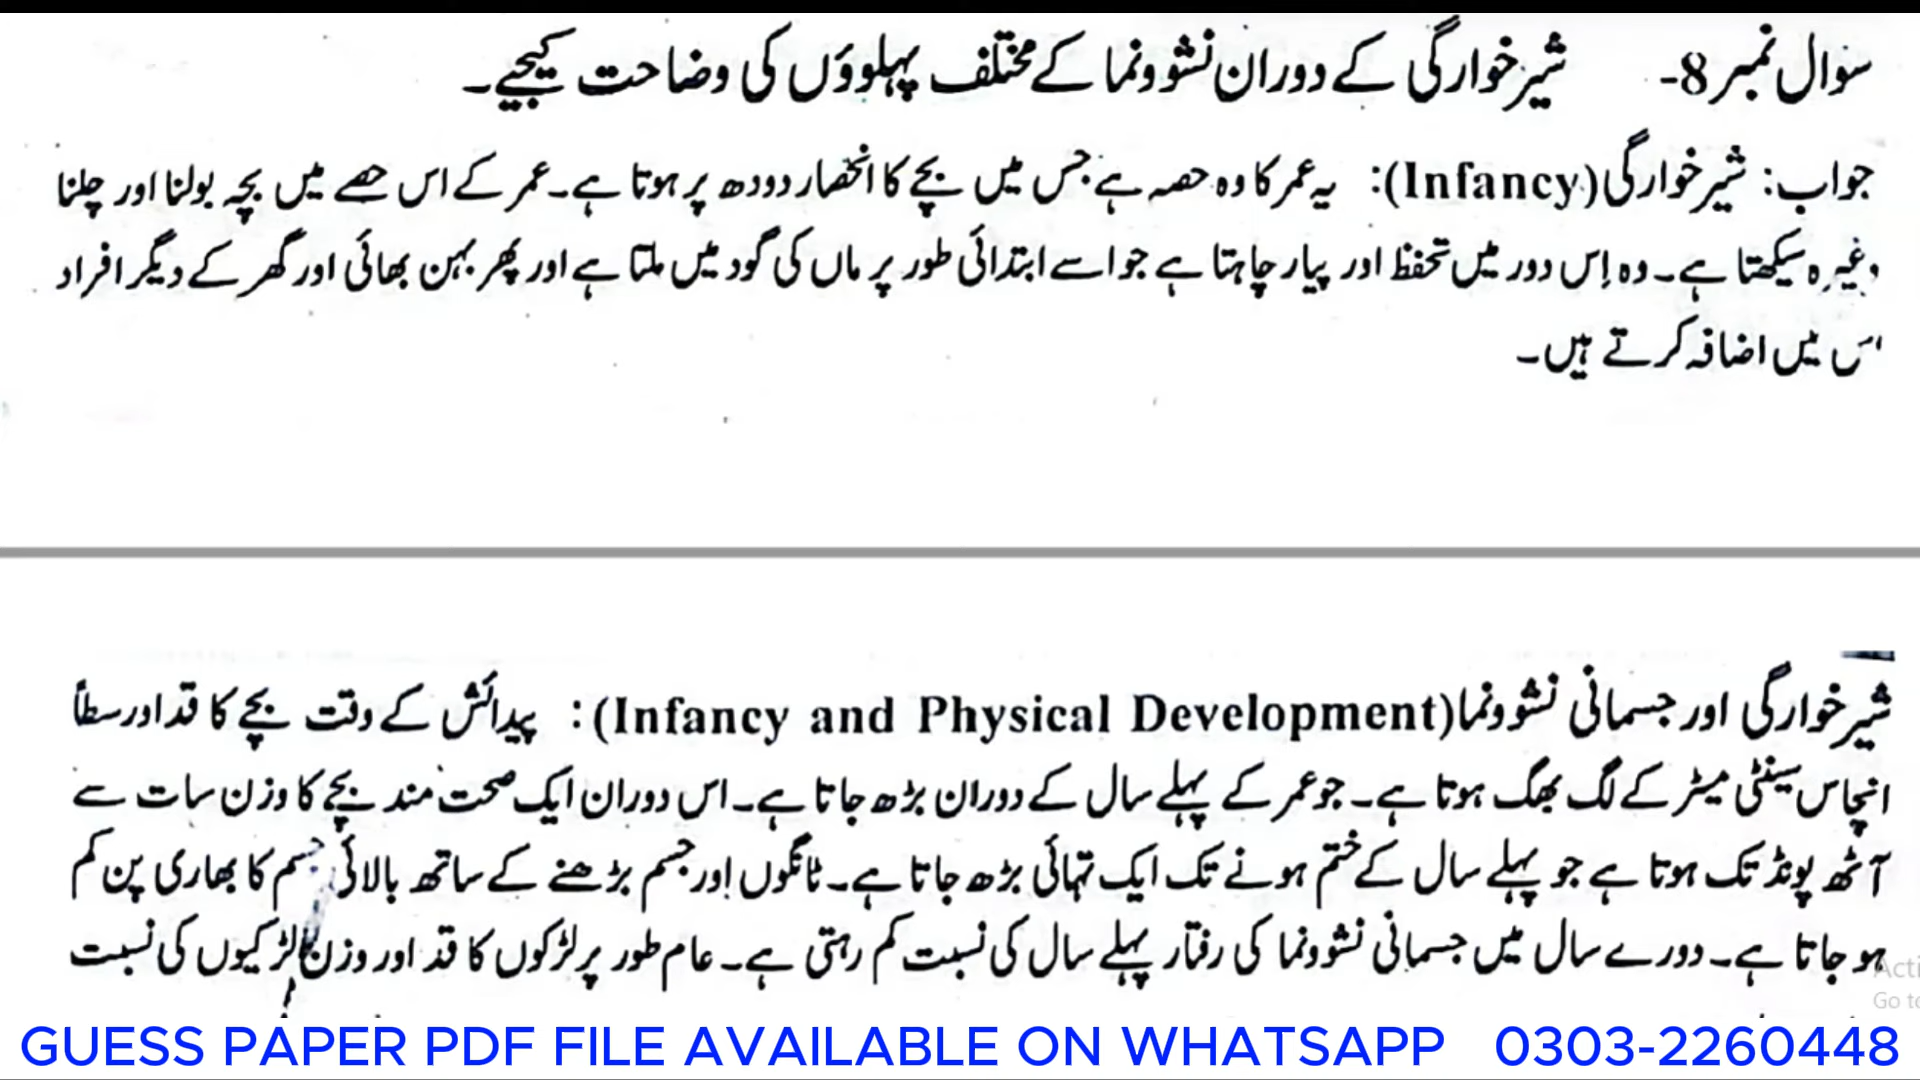 سوال نمبر 8- شیر خوارگی کے دوران نشوونما کے مختلف پہلوؤں کی وضاحت کیجیے۔
جواب: شیر خوارگی (Infancy): یہ عمر کا وہ حصہ ہے جس میں بچے کا انحصار دودھ پر ہوتا ہے۔ عمر کے اس حصے میں بچہ بولنا اور چلنا
وغیرہ سیکھتا ہے۔ وہ اِس دور میں تحفظ اور پیار چاہتا ہے جو اسے ابتدائی طور پر ماں کی گود میں ملتا ہے اور پھر بہن بھائی اور گھر کے دیگر افراد
اس میں اضافہ کرتے ہیں۔
شیر خوارگی اور جسمانی نشوونما (Infancy and Physical Development): پیدائش کے وقت بچے کا قد اورسطاً
انچاس سینٹی میٹر کے لگ بھگ ہوتا ہے۔ جو عمر کے پہلے سال کے دوران بڑھ جاتا ہے۔ اس دوران ایک صحت مند بچے کا وزن سات سے
آٹھ پونڈ تک ہوتا ہے جو پہلے سال کے ختم ہونے تک ایک تہائی بڑھ جاتا ہے۔ ٹانگوں اور جسم بڑھنے کے ساتھ بالائی جسم کا بھاری پن کم
ہو جاتا ہے۔ دورے سال میں جسمانی نشوونما کی رفتار پہلے سال کی نسبت کم رہتی ہے۔ عام طور پر لڑکوں کا قد اور وزن لڑکیوں کی نسبت
Acti
Go to
GUESS PAPER PDF FILE AVAILABLE ON WHATSAPP 0303-2260448